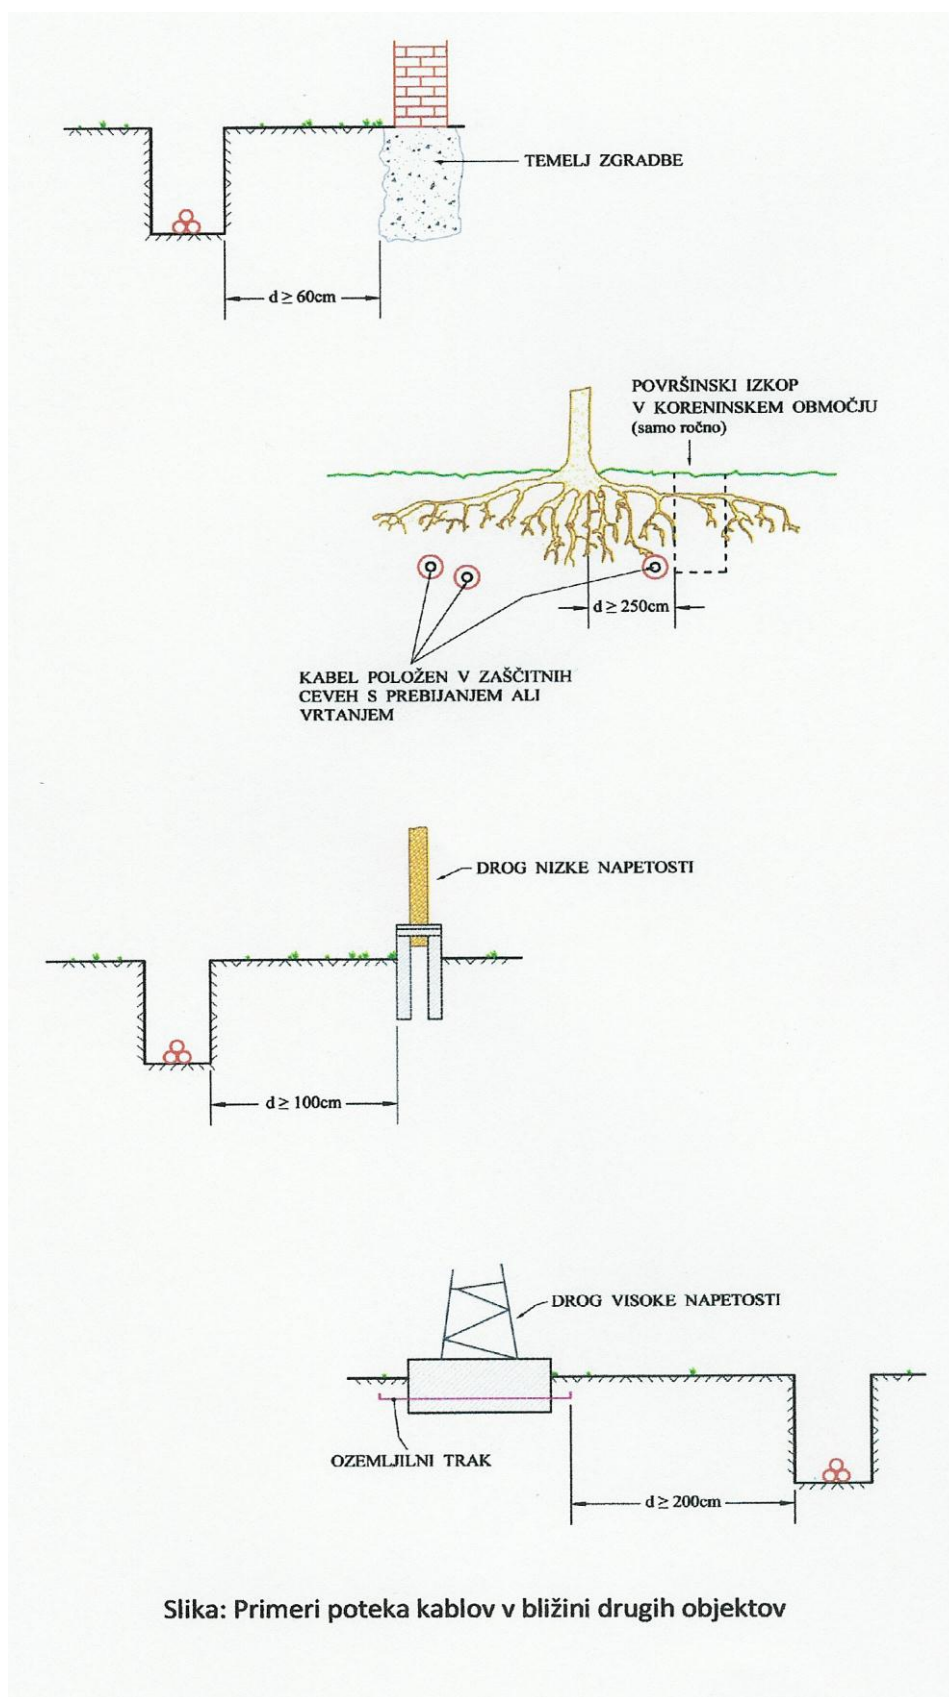 TEMELJ ZGRADBE
d ≥ 60cm
POVRŠINSKI IZKOP
V KORENINSKEM OBMOČJU
(samo ročno)
d ≥ 250cm
KABEL POLOŽEN V ZAŠČITNIH
CEVEH S PREBIJANJEM ALI
VRTANJEM
DROG NIZKE NAPETOSTI
d ≥ 100cm
DROG VISOKE NAPETOSTI
OZEMLJILNI TRAK
d ≥ 200cm
Slika: Primeri poteka kablov v bližini drugih objektov